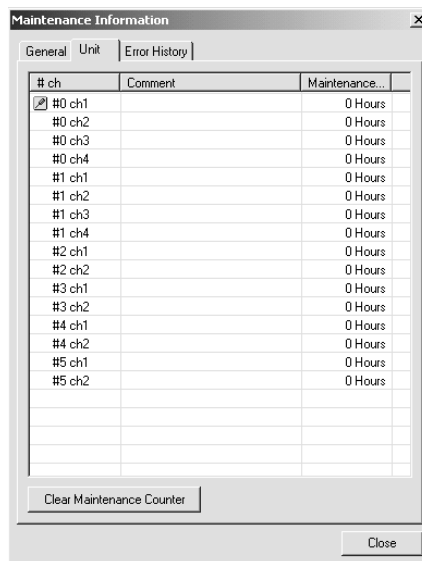 Maintenance Information
General Unit Error History
# ch Comment Maintenance...
#0 ch1 0 Hours
#0 ch2 0 Hours
#0 ch3 0 Hours
#0 ch4 0 Hours
#1 ch1 0 Hours
#1 ch2 0 Hours
#1 ch3 0 Hours
#1 ch4 0 Hours
#2 ch1 0 Hours
#2 ch2 0 Hours
#3 ch1 0 Hours
#3 ch2 0 Hours
#4 ch1 0 Hours
#4 ch2 0 Hours
#5 ch1 0 Hours
#5 ch2 0 Hours
Clear Maintenance Counter
Close